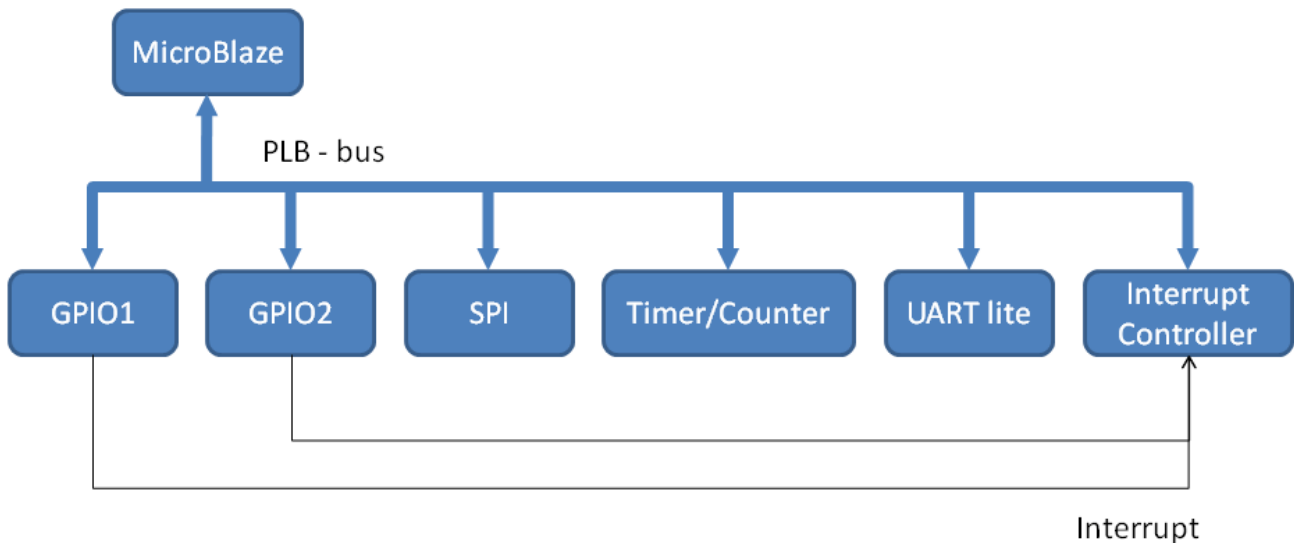 MicroBlaze
PLB - bus
GPIO1
GPIO2
SPI
Timer/Counter
UART lite
Interrupt
Controller
Interrupt